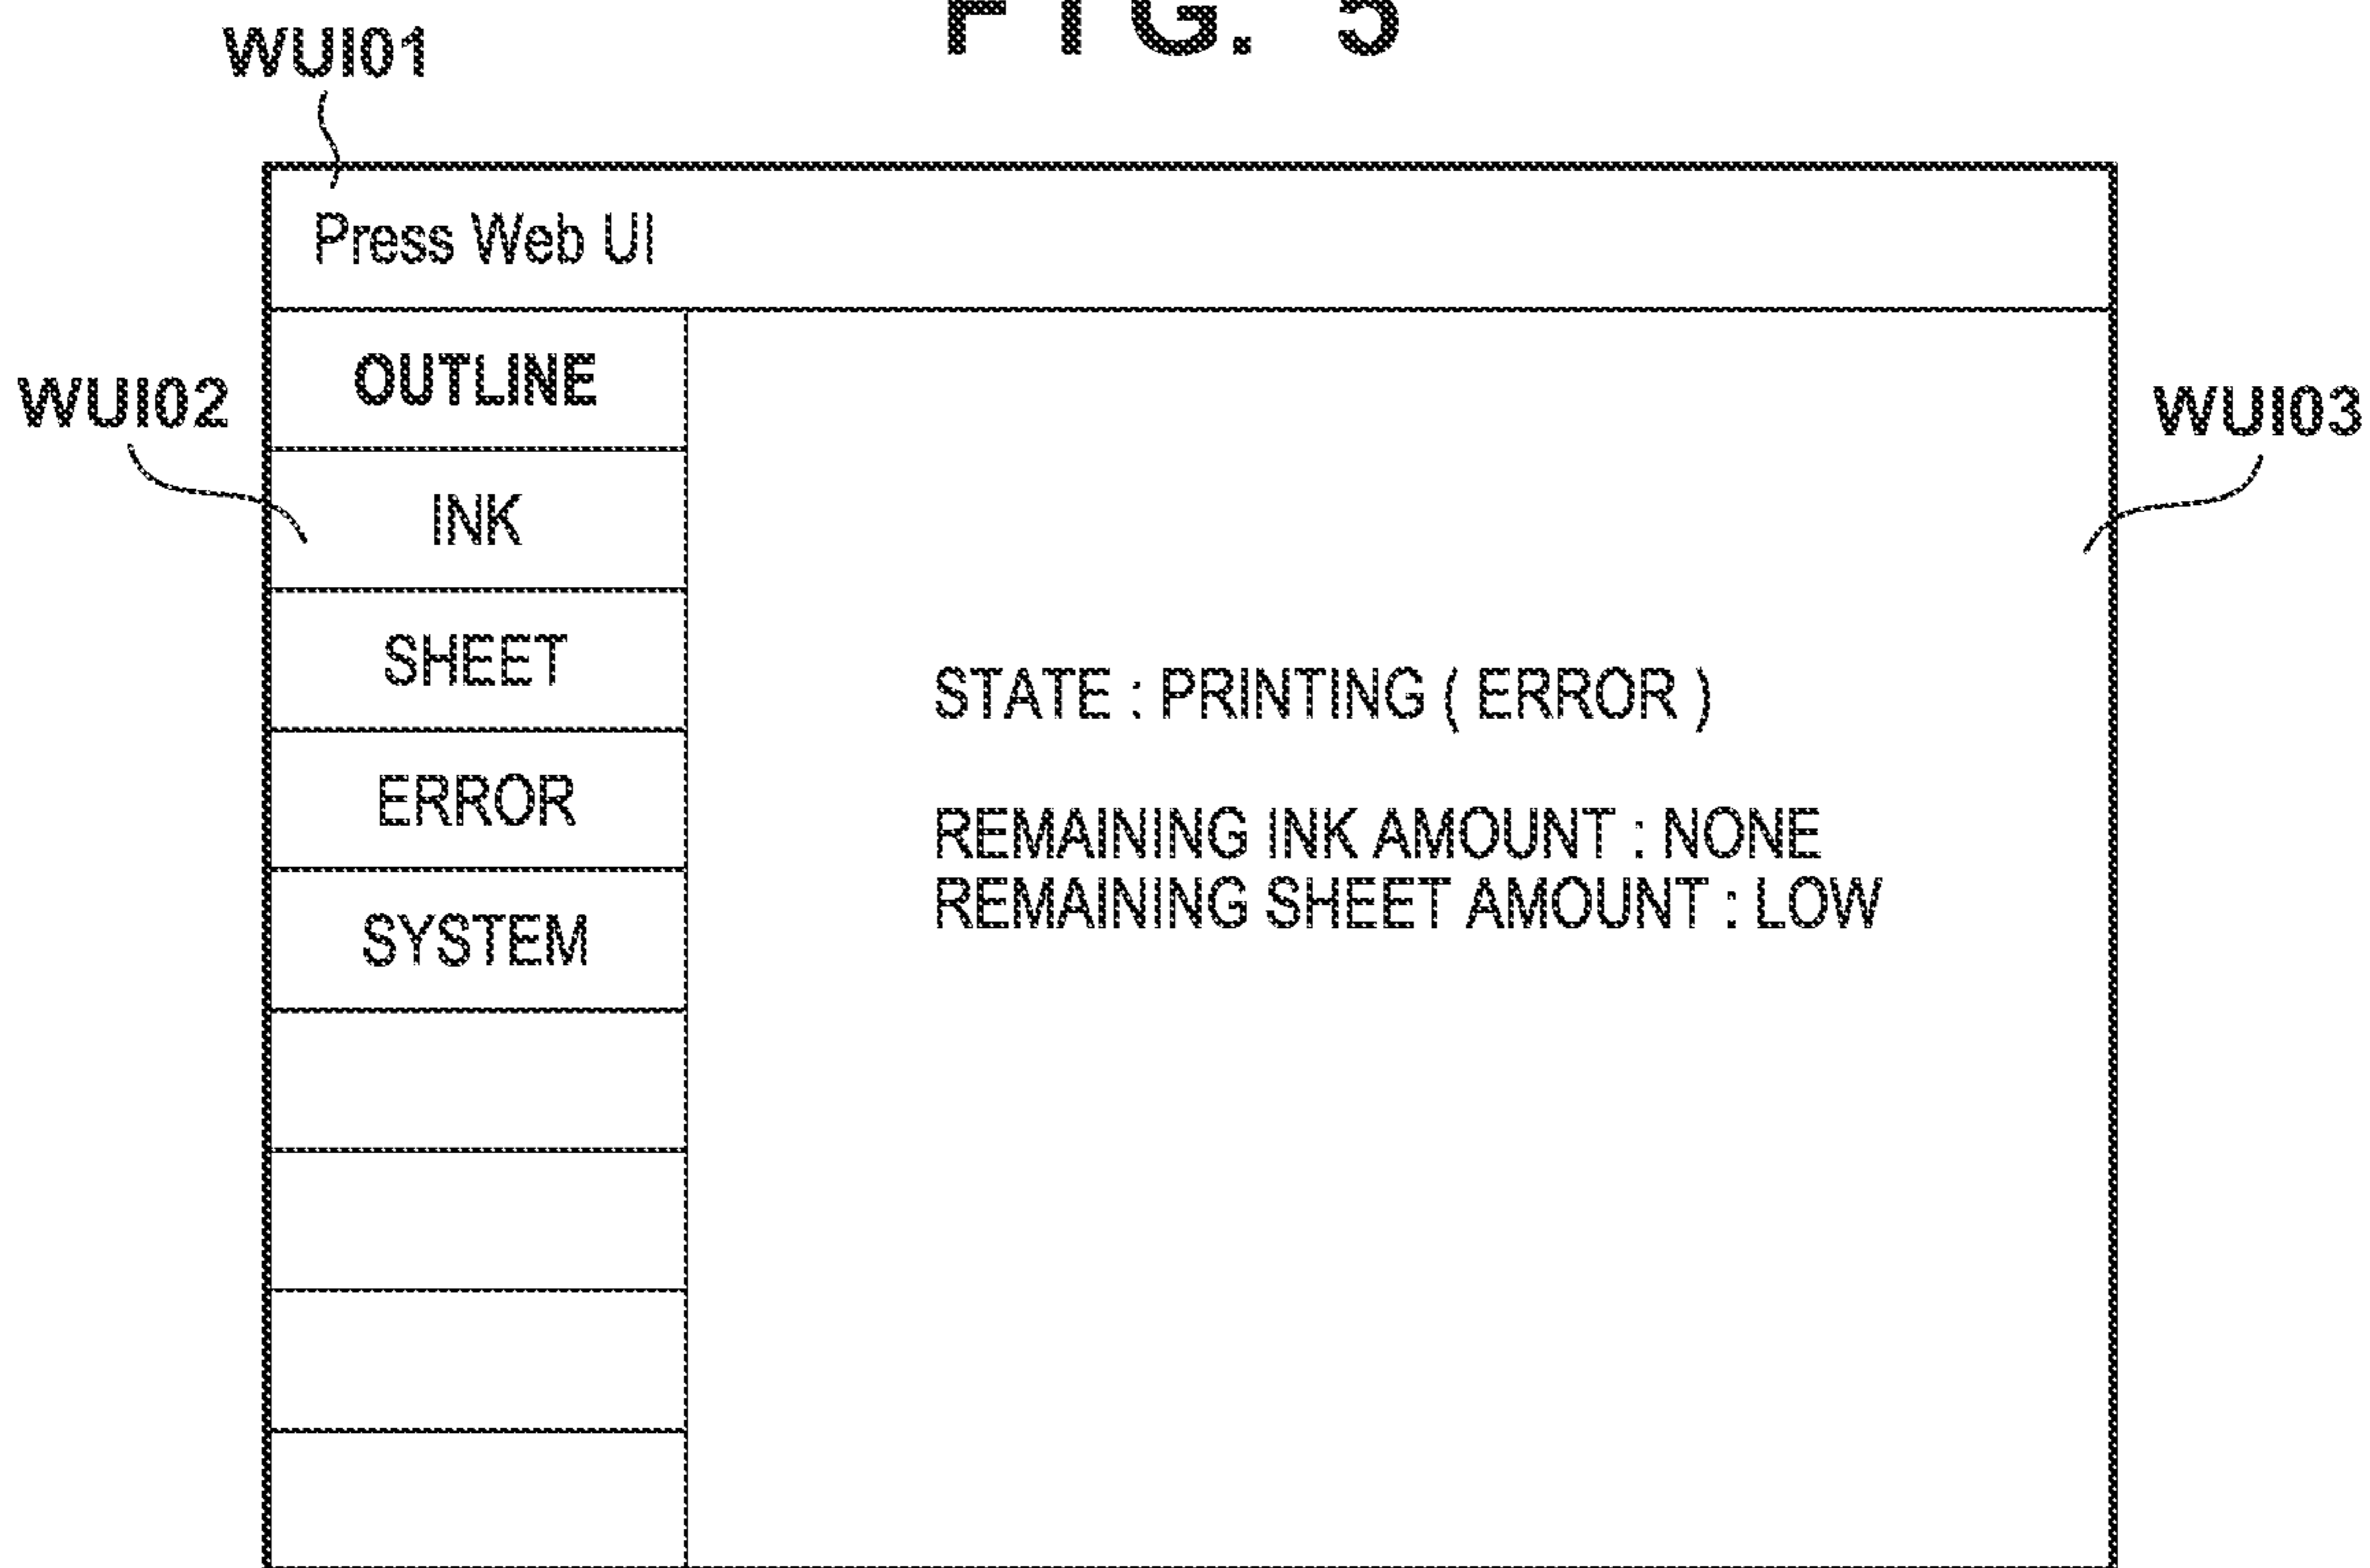 FIG. 5
WUI01
Press Web UI
WUI02
OUTLINE
INK
SHEET
ERROR
SYSTEM
WUI03
STATE : PRINTING ( ERROR )
REMAINING INK AMOUNT : NONE
REMAINING SHEET AMOUNT : LOW